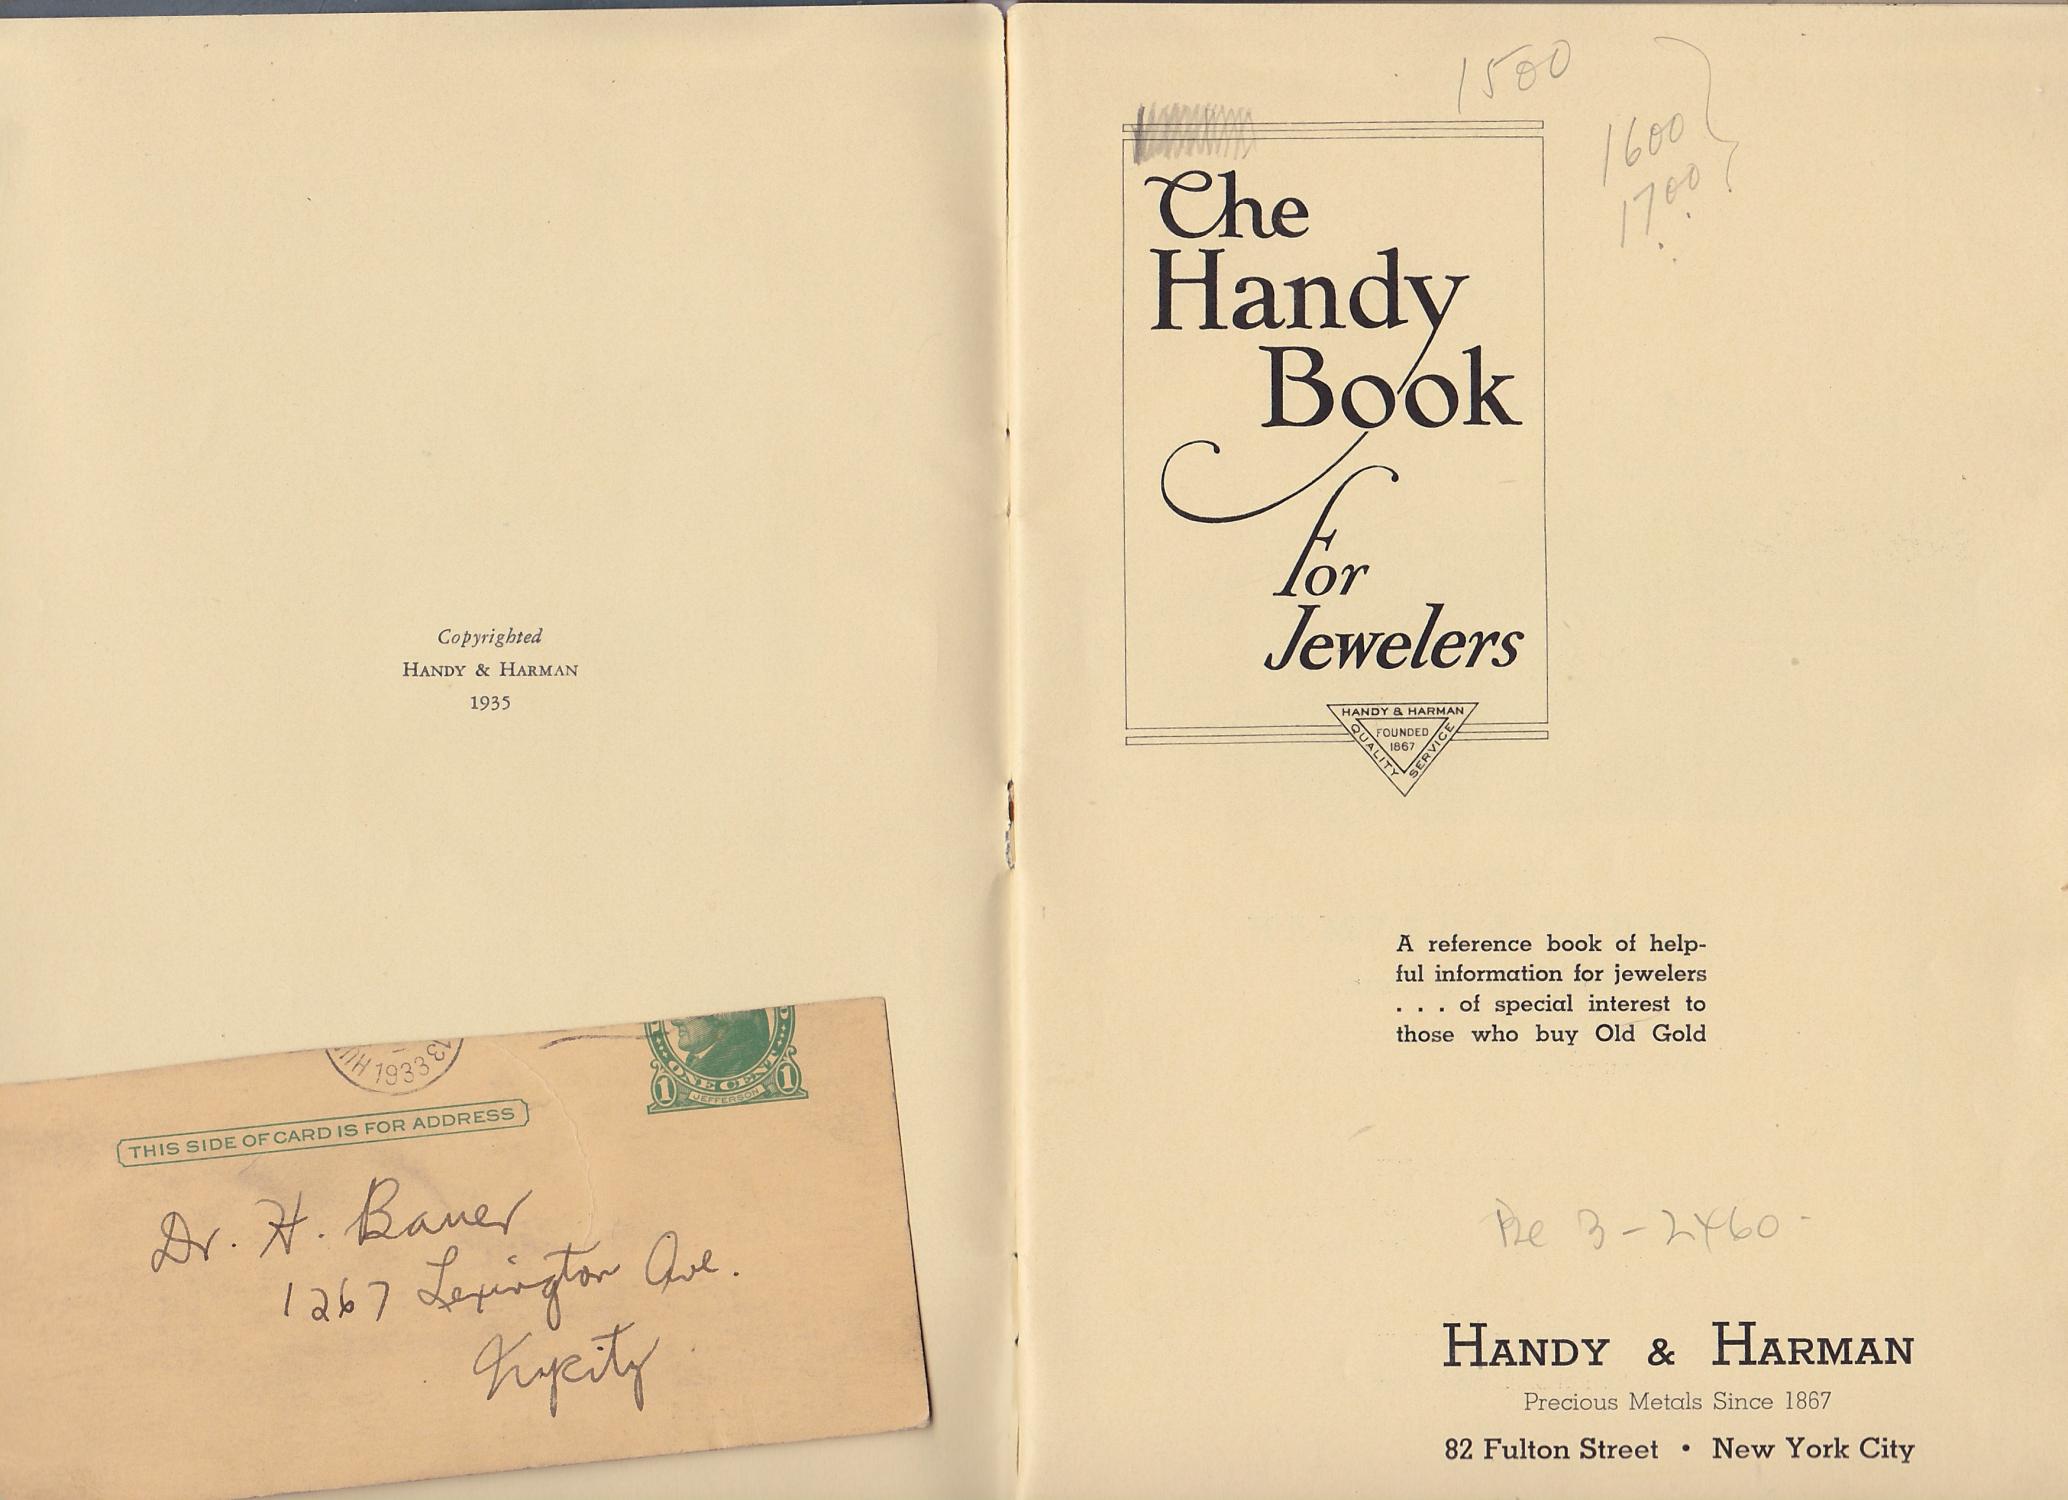 Copyrighted
HANDY & HARMAN
1935
1933
ONE CENT
1 1
JEFFERSON
THIS SIDE OF CARD IS FOR ADDRESS
Dr. H. Bauer
1267 Lexington Ave.
1500
1600
1700
The
Handy
Book
for
Jewelers
HANDY & HARMAN
QUALITY SERVICE
FOUNDED
1867
A reference book of help-
ful information for jewelers
. . . of special interest to
those who buy Old Gold
3-2460-
HANDY & HARMAN
Precious Metals Since 1867
82 Fulton Street • New York City